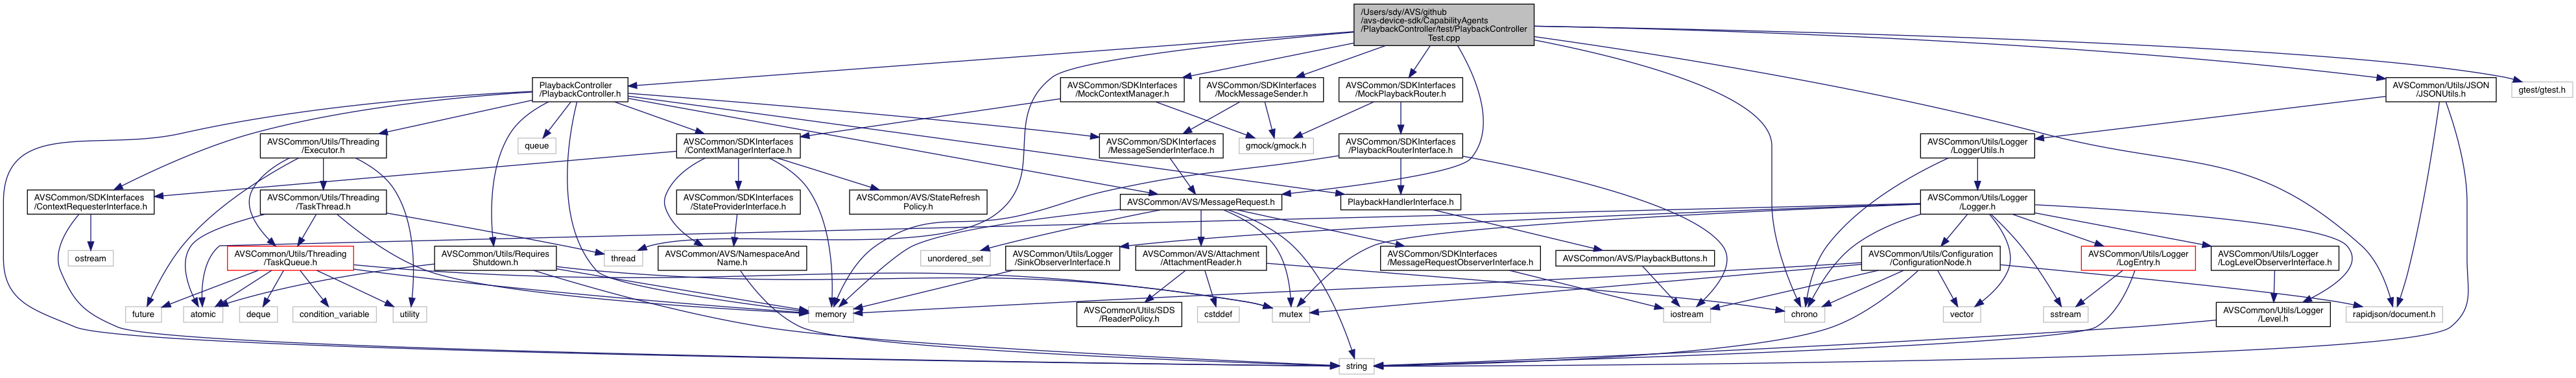 /Users/sdy/AVS/github
/avs-device-sdk/CapabilityAgents
/PlaybackController/test/PlaybackController
Test.cpp
PlaybackController
/PlaybackController.h
AVSCommon/SDKInterfaces
/MockContextManager.h
AVSCommon/SDKInterfaces
/MockMessageSender.h
AVSCommon/SDKInterfaces
/MockPlaybackRouter.h
AVSCommon/Utils/JSON
/JSONUtils.h
gtest/gtest.h
AVSCommon/Utils/Threading
/Executor.h
queue
AVSCommon/SDKInterfaces
/ContextManagerInterface.h
AVSCommon/SDKInterfaces
/MessageSenderInterface.h
gmock/gmock.h
AVSCommon/SDKInterfaces
/PlaybackRouterInterface.h
AVSCommon/Utils/Logger
/LoggerUtils.h
AVSCommon/SDKInterfaces
/ContextRequesterInterface.h
AVSCommon/Utils/Threading
/TaskThread.h
AVSCommon/SDKInterfaces
/StateProviderInterface.h
AVSCommon/AVS/StateRefresh
Policy.h
AVSCommon/AVS/MessageRequest.h
PlaybackHandlerInterface.h
AVSCommon/Utils/Logger
/Logger.h
ostream
AVSCommon/Utils/Threading
/TaskQueue.h
AVSCommon/Utils/Requires
Shutdown.h
thread
AVSCommon/AVS/NamespaceAnd
Name.h
unordered_set
AVSCommon/Utils/Logger
/SinkObserverInterface.h
AVSCommon/AVS/Attachment
/AttachmentReader.h
AVSCommon/SDKInterfaces
/MessageRequestObserverInterface.h
AVSCommon/AVS/PlaybackButtons.h
AVSCommon/Utils/Configuration
/ConfigurationNode.h
AVSCommon/Utils/Logger
/LogEntry.h
AVSCommon/Utils/Logger
/LogLevelObserverInterface.h
future
atomic
deque
condition_variable
utility
memory
AVSCommon/Utils/SDS
/ReaderPolicy.h
cstddef
mutex
iostream
chrono
vector
sstream
AVSCommon/Utils/Logger
/Level.h
rapidjson/document.h
string